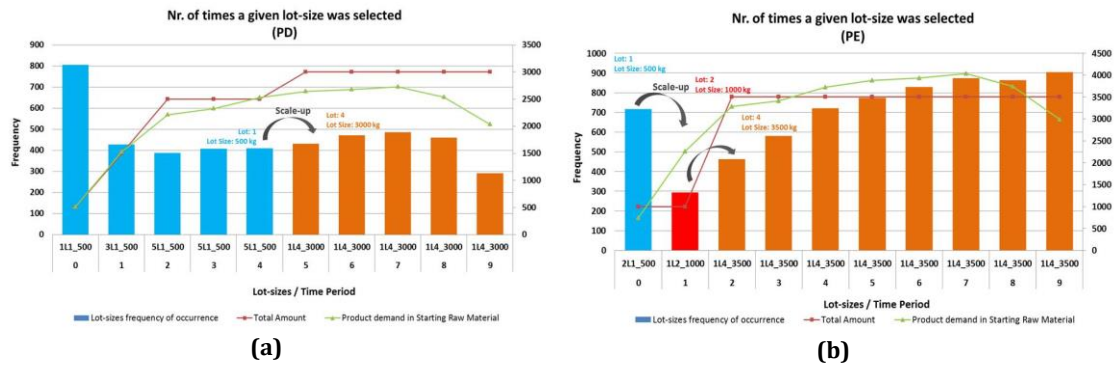 Nr. of times a given lot-size was selected
(PD)
900
800
700
600
500
400
300
200
100
0
Frequency
3500
3000
2500
2000
1500
1000
500
0
Lot: 1
Lot Size: 500 kg
Scale-up
Lot: 4
Lot Size: 3000 kg
1L1_500 3L1_500 5L1_500 5L1_500 5L1_500 1L4_3000 1L4_3000 1L4_3000 1L4_3000 1L4_3000
0 1 2 3 4 5 6 7 8 9
Lot-sizes / Time Period
Lot-sizes frequency of occurrence Total Amount Product demand in Starting Raw Material
(a)
Nr. of times a given lot-size was selected
(PE)
1000
900
800
700
600
500
400
300
200
100
0
Frequency
4500
4000
3500
3000
2500
2000
1500
1000
500
0
Lot: 1
Lot Size: 500 kg
Scale-up
Lot: 2
Lot Size: 1000 kg
Lot: 4
Lot Size: 3500 kg
2L1_500 1L2_1000 1L4_3500 1L4_3500 1L4_3500 1L4_3500 1L4_3500 1L4_3500 1L4_3500 1L4_3500
0 1 2 3 4 5 6 7 8 9
Lot-sizes / Time Period
Lot-sizes frequency of occurrence Total Amount Product demand in Starting Raw Material
(b)